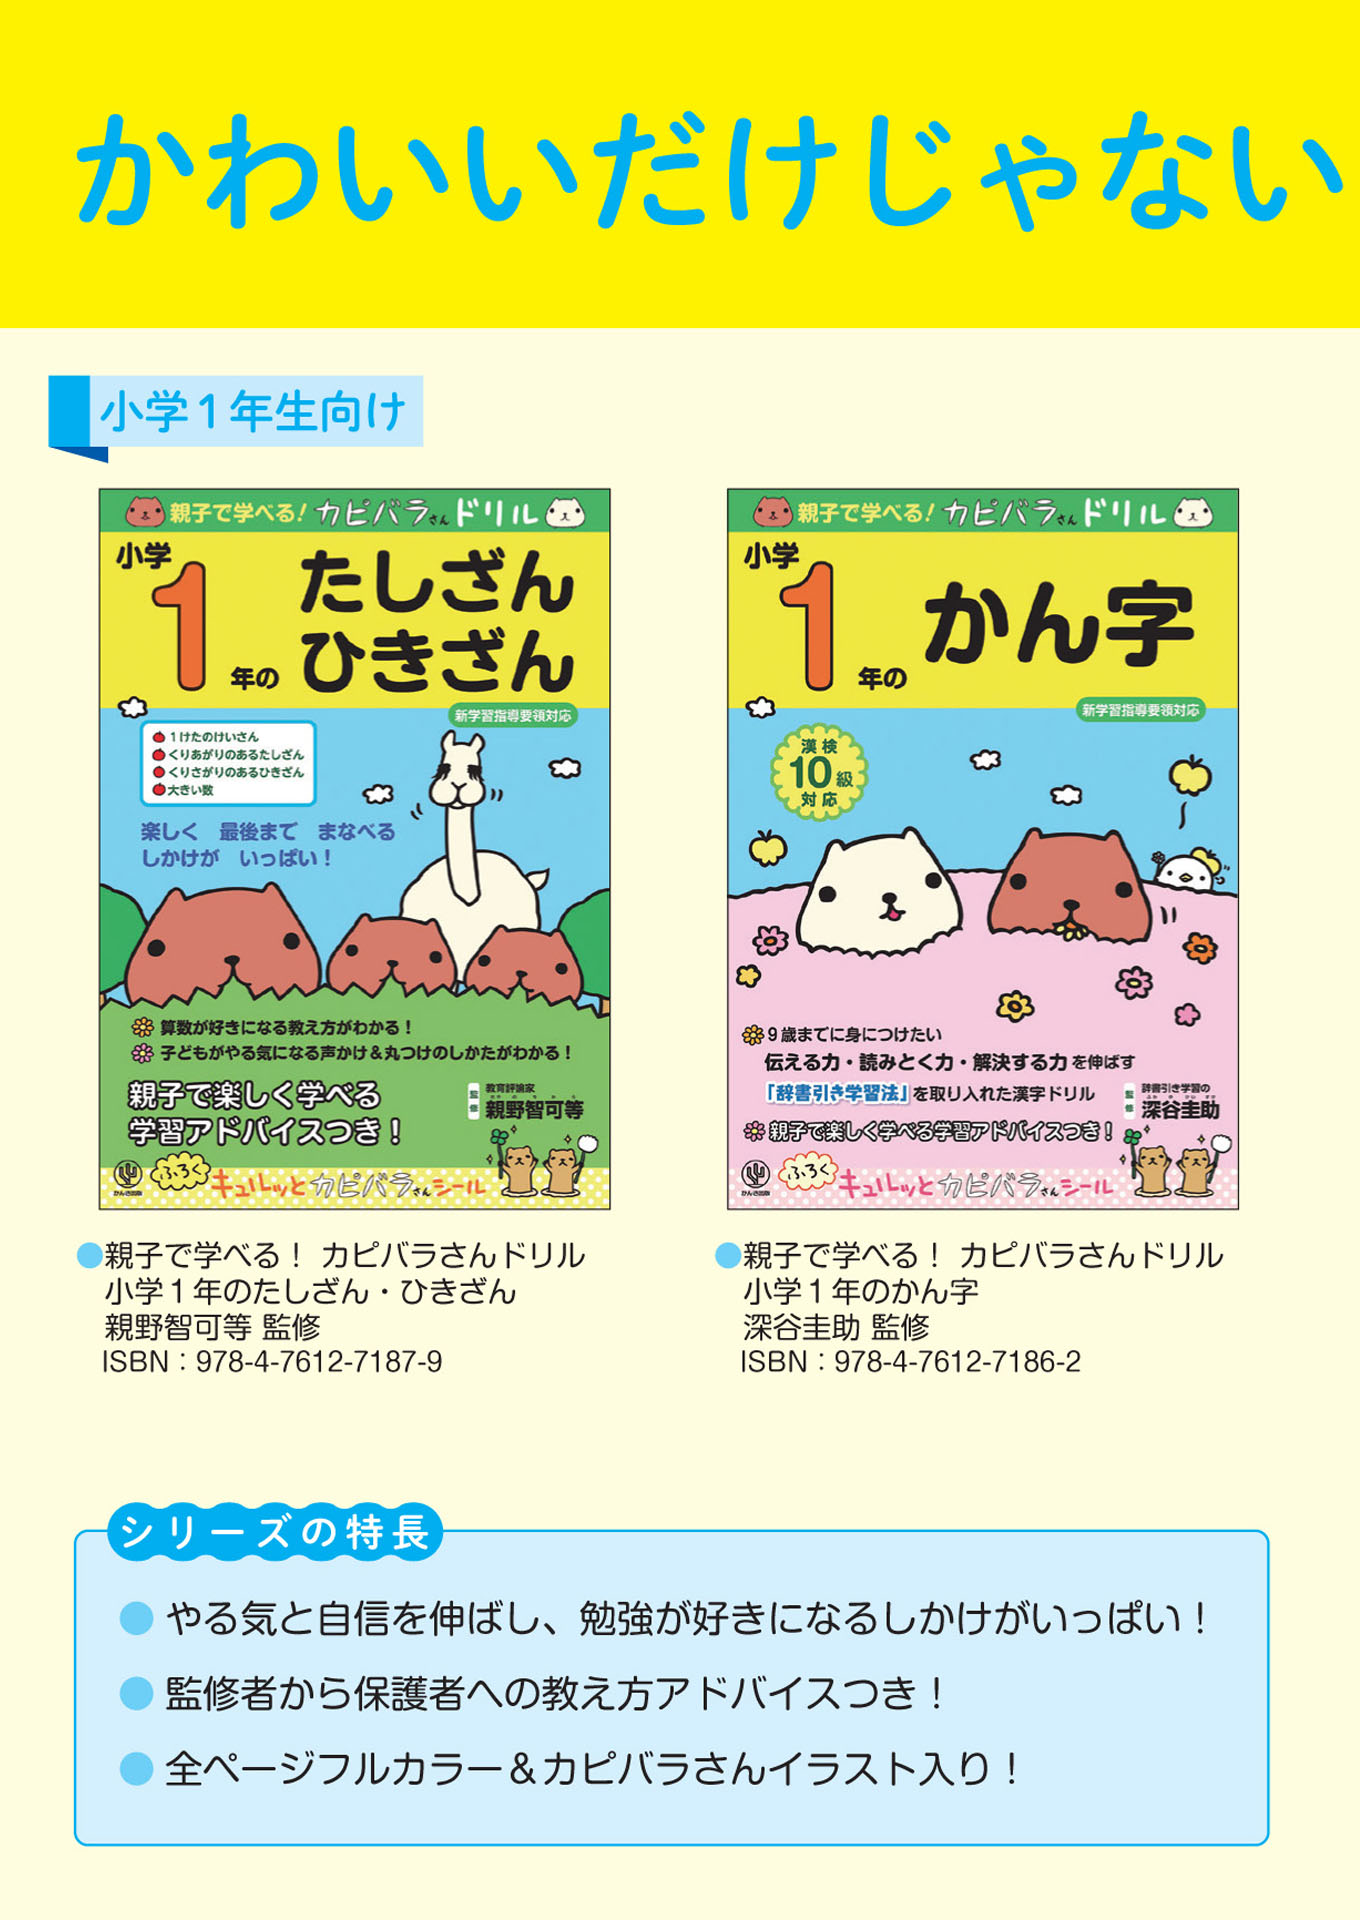 かわいいだけじゃない
小学1年生向け
親子で学べる！カピバラさんドリル
小学1年の
たしざん
ひきざん
新学習指導要領対応
1けたのけいさん
くりあがりのあるたしざん
くりさがりのあるひきざん
大きい数
楽しく 最後まで まなべる
しかけが いっぱい！
算数が好きになる教え方がわかる！
子どもがやる気になる声かけ＆丸つけのしかたがわかる！
親子で楽しく学べる
学習アドバイスつき！
監修
教育評論家
親野智可等
かんき出版
ふろく
キュルッとカピバラさんシール
親子で学べる！カピバラさんドリル
小学1年の
かん字
新学習指導要領対応
漢検
10級
対応
9歳までに身につけたい
伝える力・読みとく力・解決する力を伸ばす
「辞書引き学習法」を取り入れた漢字ドリル
親子で楽しく学べる学習アドバイスつき！
監修
辞書引き学習の
深谷圭助
かんき出版
ふろく
キュルッとカピバラさんシール
●親子で学べる！ カピバラさんドリル
小学1年のたしざん・ひきざん
親野智可等 監修
ISBN：978-4-7612-7187-9
●親子で学べる！ カピバラさんドリル
小学1年のかん字
深谷圭助 監修
ISBN：978-4-7612-7186-2
シリーズの特長
● やる気と自信を伸ばし、勉強が好きになるしかけがいっぱい！
● 監修者から保護者への教え方アドバイスつき！
● 全ページフルカラー＆カピバラさんイラスト入り！